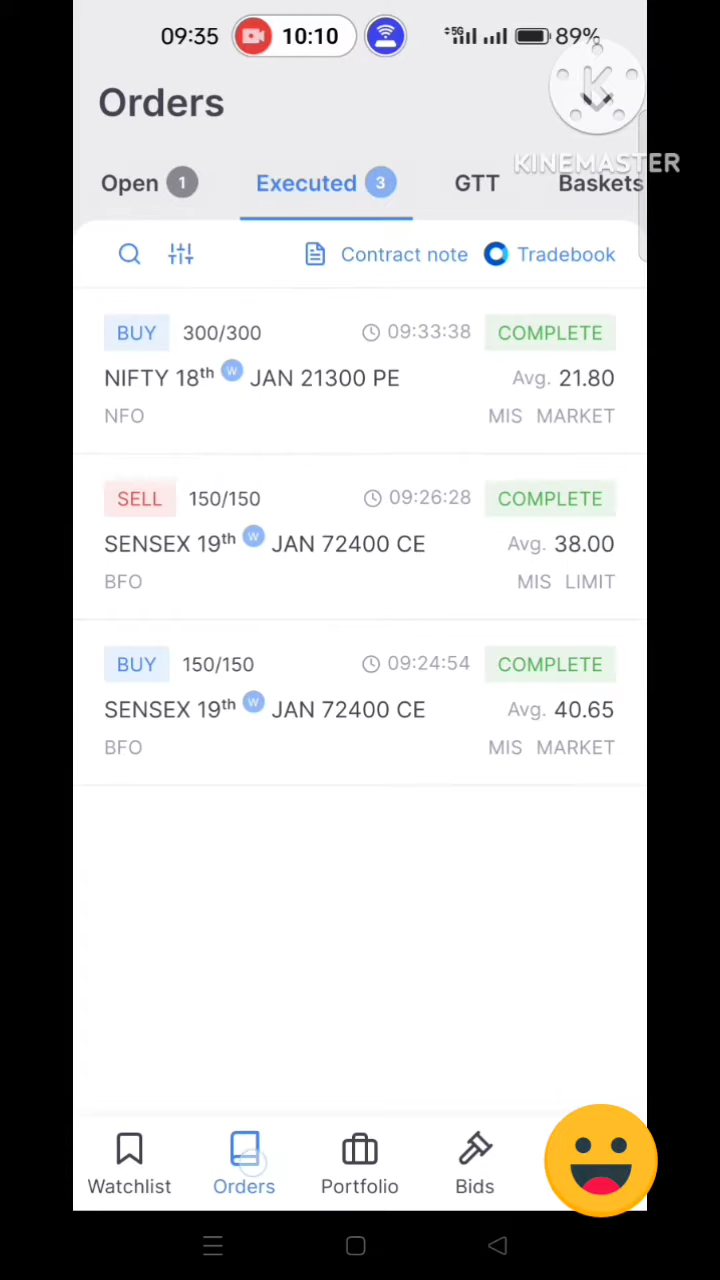 09:35 10:10 5G 89%
Orders
KINEMASTER
Open 1 Executed 3 GTT Baskets
Contract note Tradebook
BUY 300/300 09:33:38 COMPLETE
NIFTY 18th W JAN 21300 PE Avg. 21.80
NFO MIS MARKET
SELL 150/150 09:26:28 COMPLETE
SENSEX 19th W JAN 72400 CE Avg. 38.00
BFO MIS LIMIT
BUY 150/150 09:24:54 COMPLETE
SENSEX 19th W JAN 72400 CE Avg. 40.65
BFO MIS MARKET
Watchlist Orders Portfolio Bids